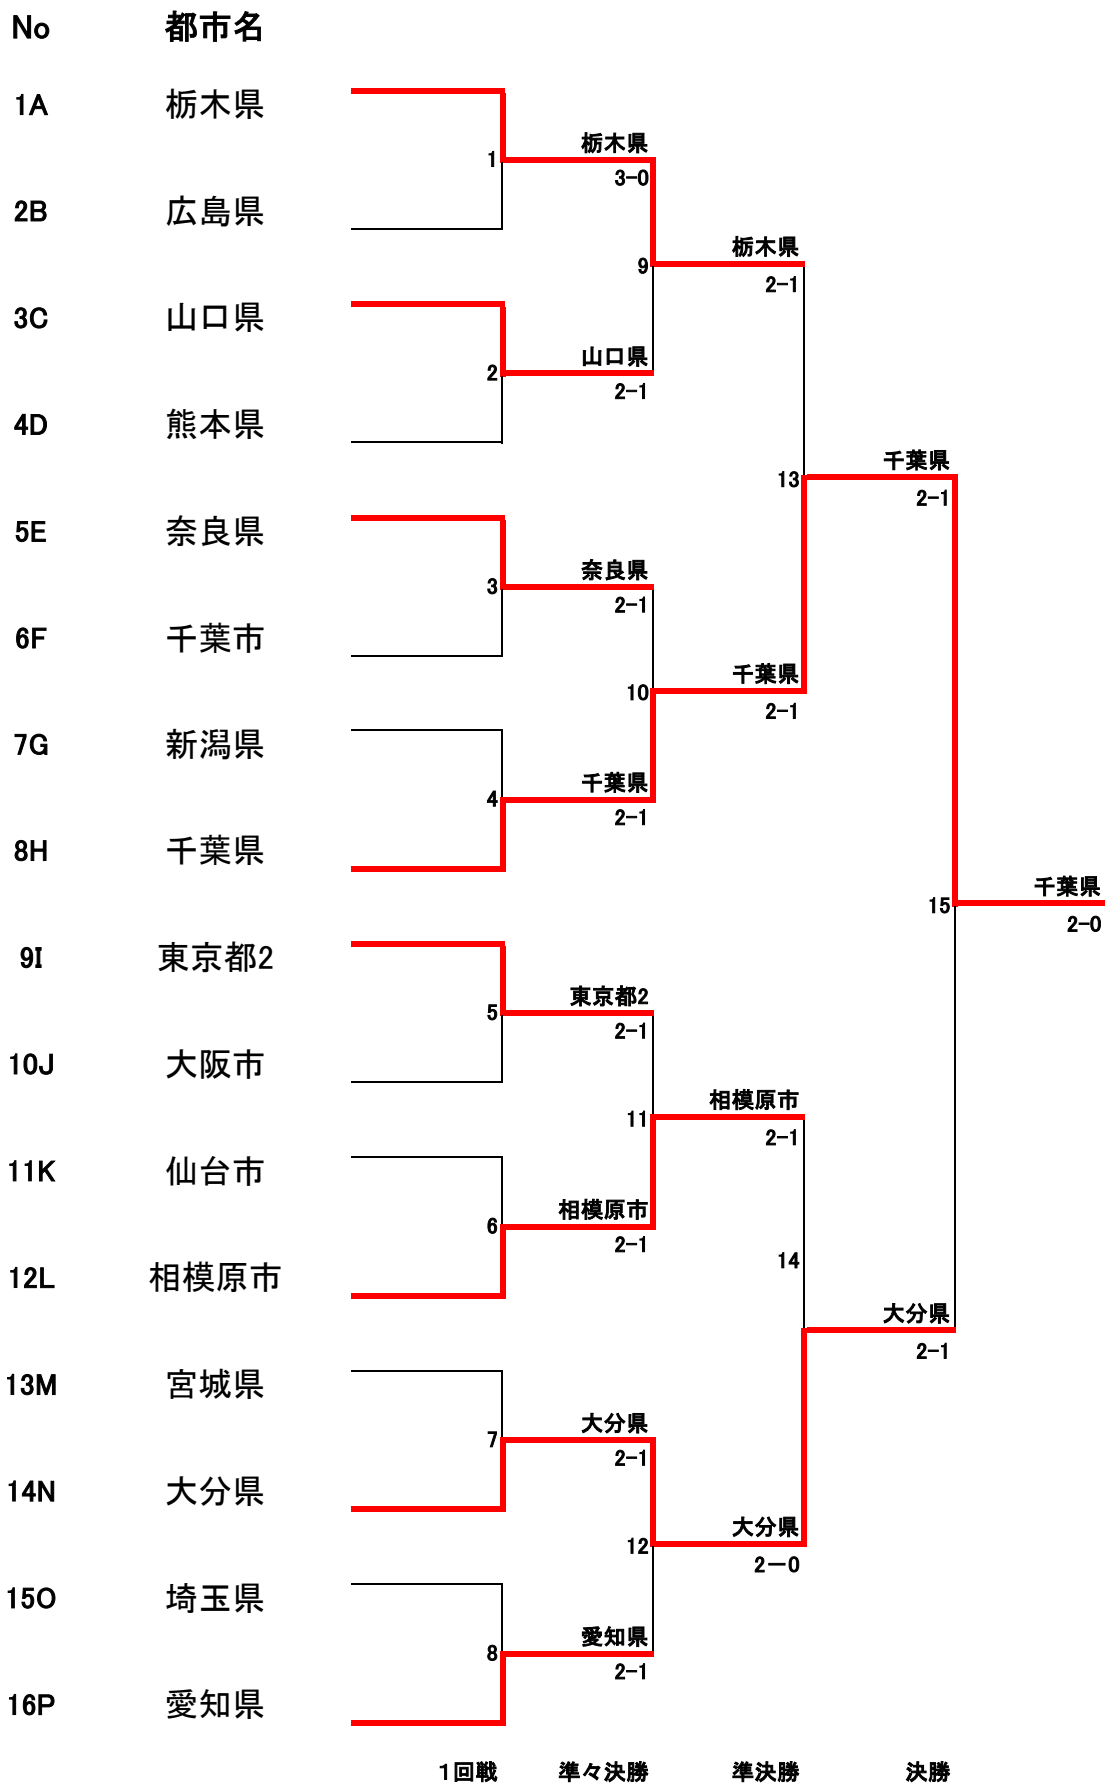 No 都市名
1A 栃木県
1 栃木県
3-0
2B 広島県
9 栃木県
2-1
3C 山口県
2 山口県
2-1
4D 熊本県
13 千葉県
2-1
5E 奈良県
3 奈良県
2-1
6F 千葉市
10 千葉県
2-1
7G 新潟県
4 千葉県
2-1
8H 千葉県
15 千葉県
2-0
9I 東京都2
5 東京都2
2-1
10J 大阪市
11 相模原市
2-1
11K 仙台市
6 相模原市
2-1
12L 相模原市
14
大分県
2-1
13M 宮城県
7 大分県
2-1
14N 大分県
12 大分県
2ー0
15O 埼玉県
8 愛知県
2-1
16P 愛知県
1回戦 準々決勝 準決勝 決勝